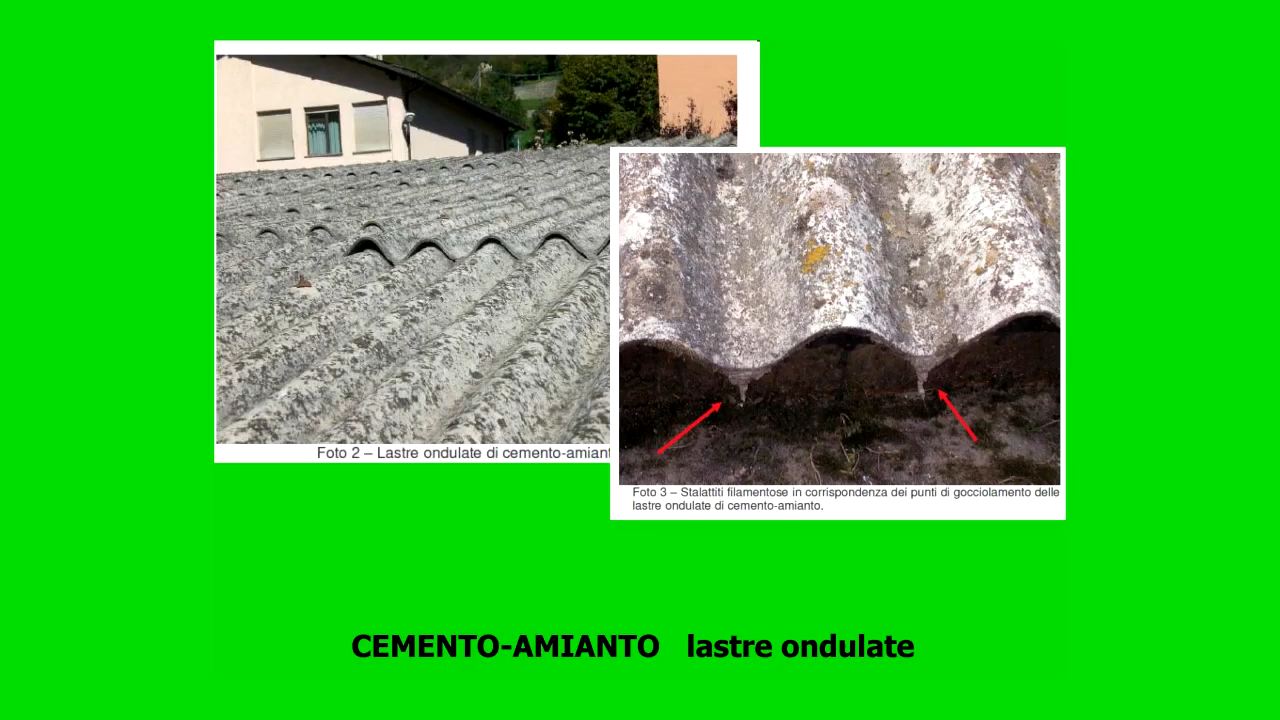 Foto 2 – Lastre ondulate di cemento-amiant
Foto 3 – Stalattiti filamentose in corrispondenza dei punti di gocciolamento delle
lastre ondulate di cemento-amianto.
CEMENTO-AMIANTO lastre ondulate